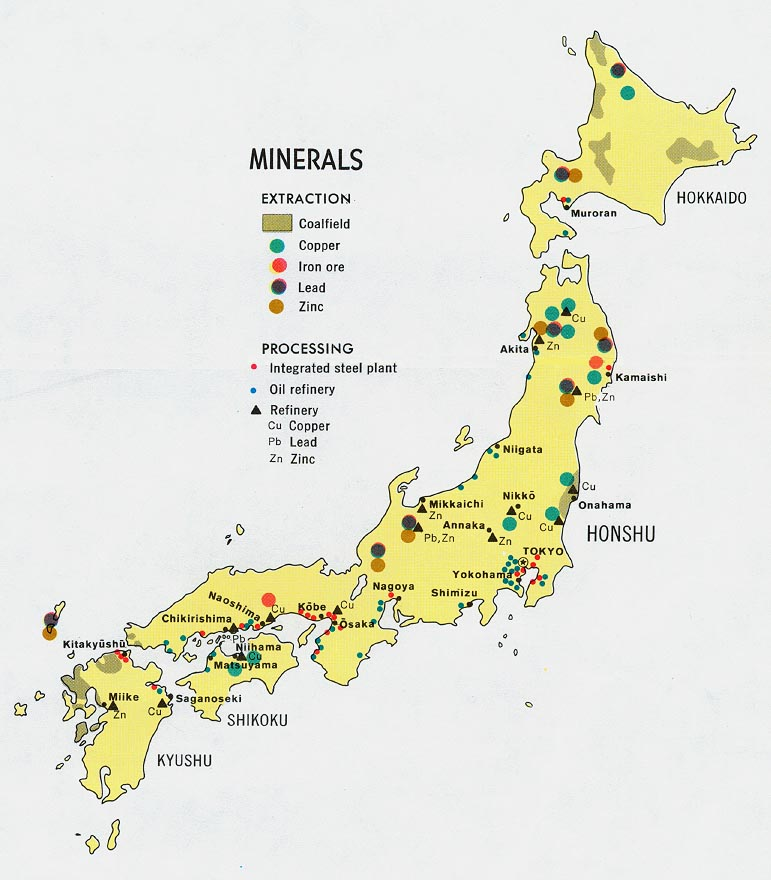 MINERALS
EXTRACTION
Coalfield
Copper
Iron ore
Lead
Zinc
PROCESSING
Integrated steel plant
Oil refinery
Refinery
Cu Copper
Pb Lead
Zn Zinc
HOKKAIDO
Muroran
Cu
Akita
Zn
Kamaishi
Pb,Zn
Niigata
Cu
Onahama
Mikkaichi
Zn
Nikkō
Cu
Cu
HONSHU
Annaka
Zn
Pb,Zn
TOKYO
Yokohama
Nagoya
Shimizu
Naoshima
Cu
Kōbe
Cu
Chikirishima
Ōsaka
Pb
Kitakyūshū
Niihama
Cu
Matsuyama
Miike
Zn
Saganoseki
Cu
SHIKOKU
KYUSHU